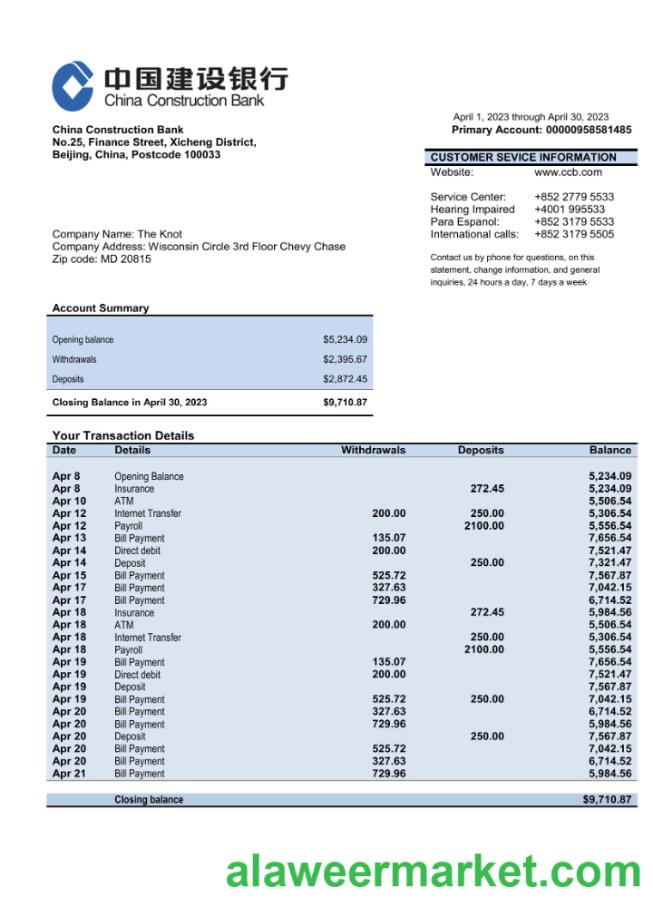 中国建设银行
China Construction Bank
China Construction Bank
No.25, Finance Street, Xicheng District,
Beijing, China, Postcode 100033
April 1, 2023 through April 30, 2023
Primary Account: 00000958581485
CUSTOMER SEVICE INFORMATION
Website: www.ccb.com
Service Center: +852 2779 5533
Hearing Impaired +4001 995533
Para Espanol: +852 3179 5533
International calls: +852 3179 5505
Contact us by phone for questions, on this
statement, change information, and general
inquiries, 24 hours a day, 7 days a week
Company Name: The Knot
Company Address: Wisconsin Circle 3rd Floor Chevy Chase
Zip code: MD 20815
Account Summary
Opening balance $5,234.09
Withdrawals $2,395.67
Deposits $2,872.45
Closing Balance in April 30, 2023 $9,710.87
Your Transaction Details
Date Details Withdrawals Deposits Balance
Apr 8 Opening Balance 5,234.09
Apr 8 Insurance 272.45 5,234.09
Apr 10 ATM 5,506.54
Apr 12 Internet Transfer 200.00 250.00 5,306.54
Apr 12 Payroll 2100.00 5,556.54
Apr 13 Bill Payment 135.07 7,656.54
Apr 14 Direct debit 200.00 7,521.47
Apr 14 Deposit 250.00 7,321.47
Apr 15 Bill Payment 525.72 7,567.87
Apr 17 Bill Payment 327.63 7,042.15
Apr 17 Bill Payment 729.96 6,714.52
Apr 18 Insurance 272.45 5,984.56
Apr 18 ATM 200.00 5,506.54
Apr 18 Internet Transfer 250.00 5,306.54
Apr 18 Payroll 2100.00 5,556.54
Apr 19 Bill Payment 135.07 7,656.54
Apr 19 Direct debit 200.00 7,521.47
Apr 19 Deposit 7,567.87
Apr 19 Bill Payment 525.72 250.00 7,042.15
Apr 20 Bill Payment 327.63 6,714.52
Apr 20 Bill Payment 729.96 5,984.56
Apr 20 Deposit 250.00 7,567.87
Apr 20 Bill Payment 525.72 7,042.15
Apr 20 Bill Payment 327.63 6,714.52
Apr 21 Bill Payment 729.96 5,984.56
Closing balance $9,710.87
alaweermarket.com